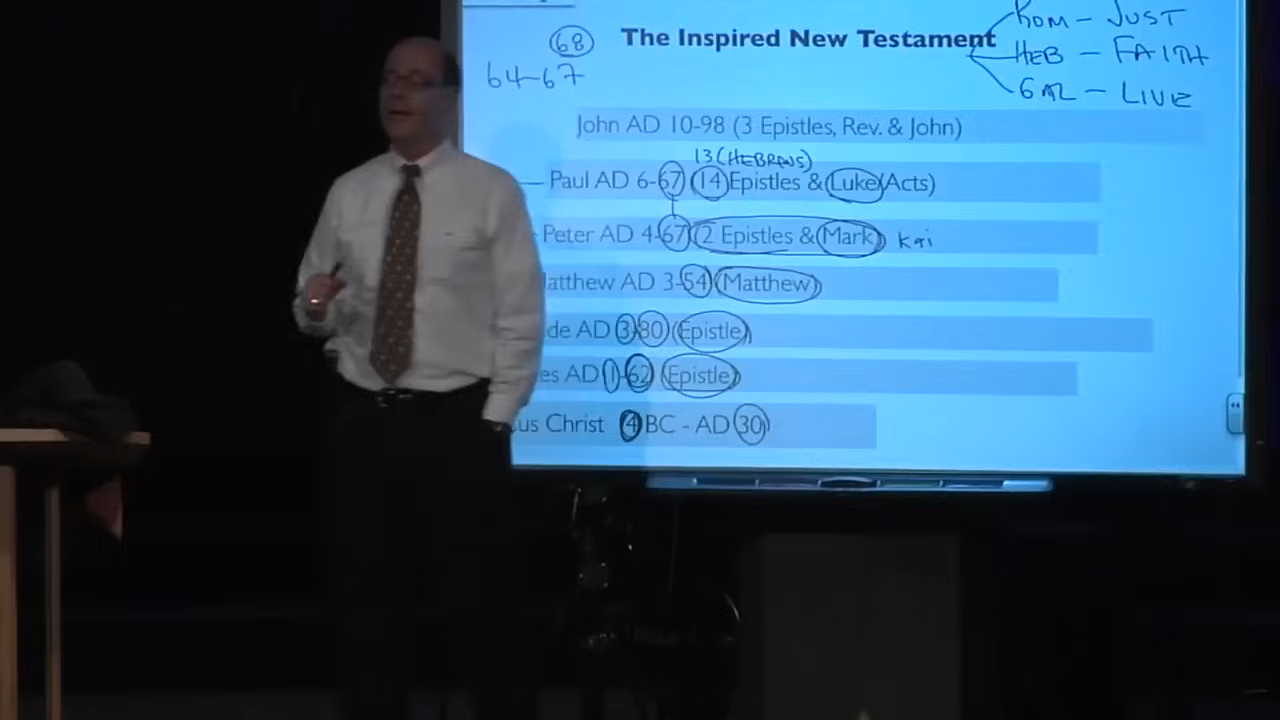 ROM - JUST
68 The Inspired New Testament HEB - FAITH
64-67 GAL - LIVE
John AD 10-98 (3 Epistles, Rev. & John)
13 (HEBREWS)
Paul AD 6-67 (14 Epistles & Luke/Acts)
Peter AD 4-67 (2 Epistles & Mark) Kai
atthew AD 3-54 (Matthew)
de AD 3-80 (Epistle)
es AD 1-62 (Epistle)
us Christ 4 BC - AD 30